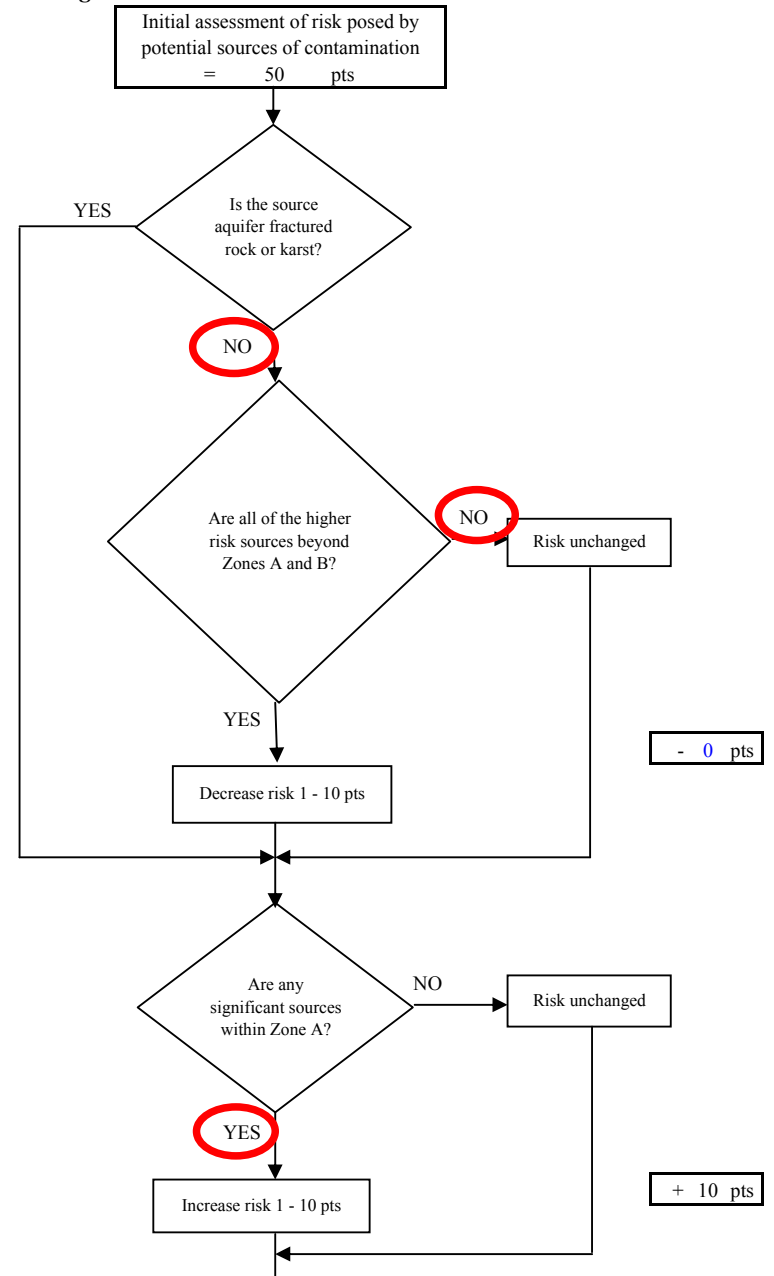 Initial assessment of risk posed by
potential sources of contamination
= 50 pts
YES
Is the source
aquifer fractured
rock or karst?
NO
Are all of the higher
risk sources beyond
Zones A and B?
NO
Risk unchanged
YES
- 0 pts
Decrease risk 1 - 10 pts
Are any
significant sources
within Zone A?
NO
Risk unchanged
YES
Increase risk 1 - 10 pts
+ 10 pts